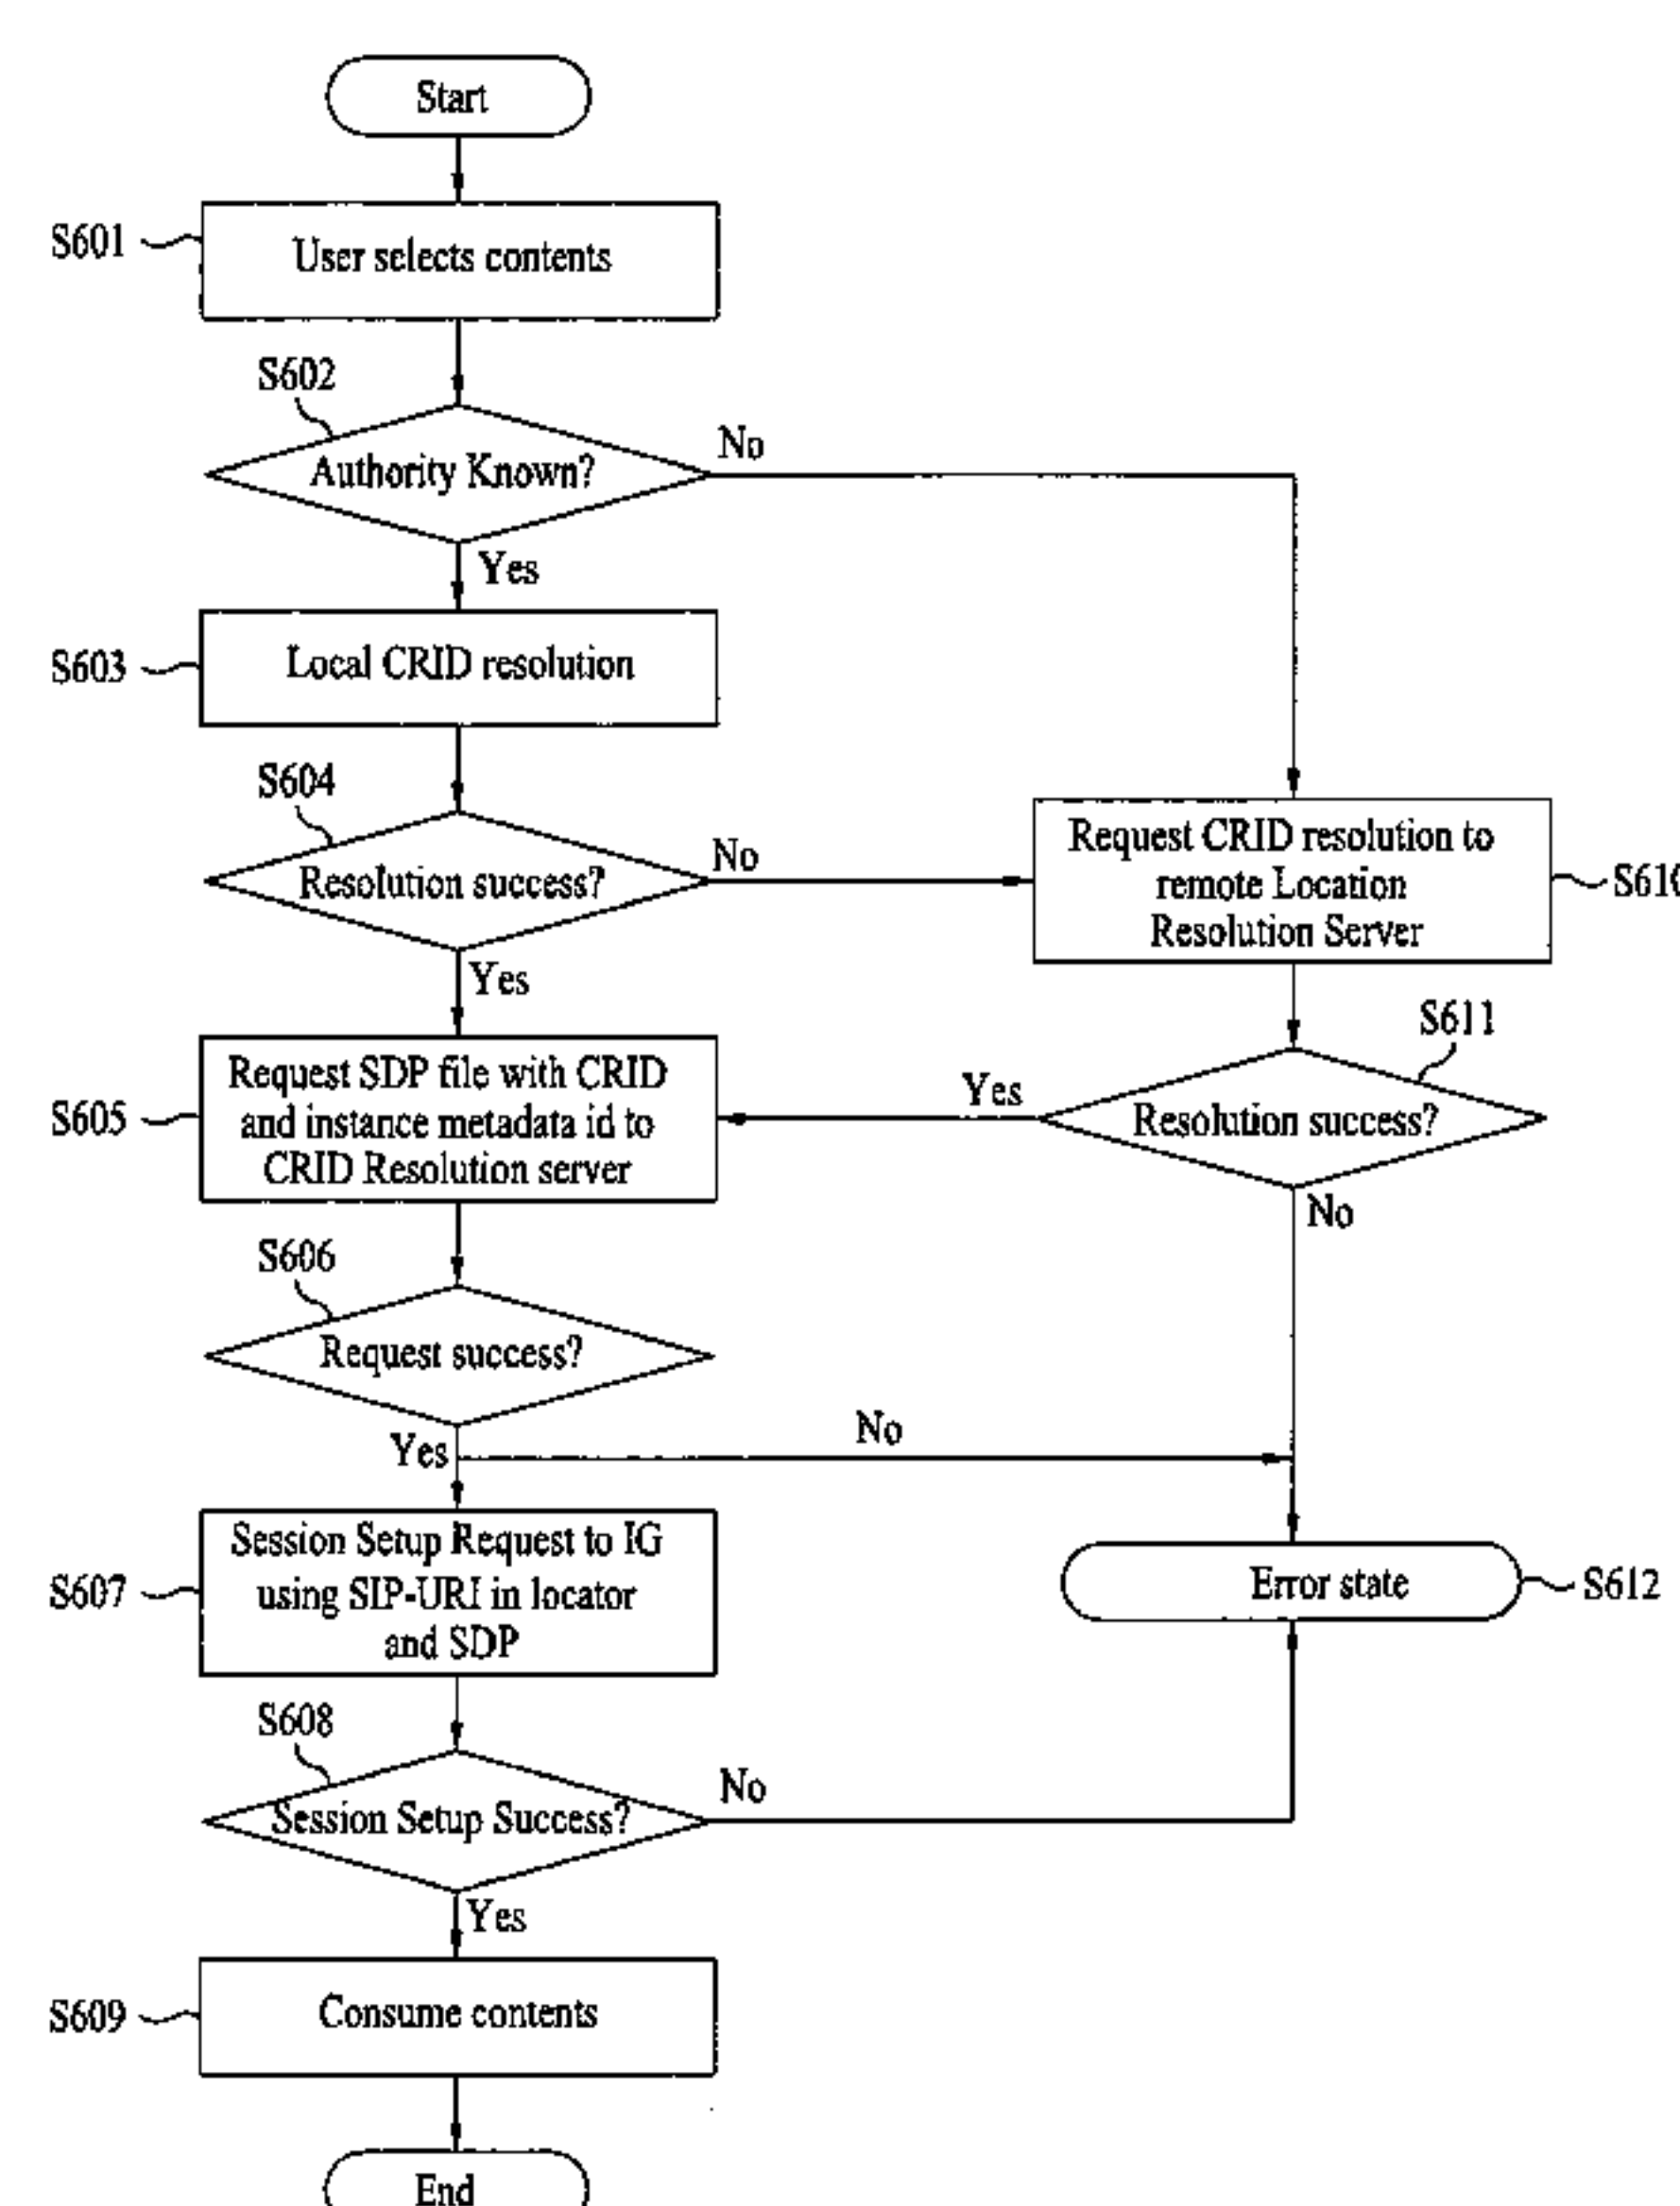 Start
S601
User selects contents
S602
Authority Known?
No
Yes
S603
Local CRID resolution
S604
Resolution success?
No
Yes
Request CRID resolution to
remote Location
Resolution Server
S610
S611
Resolution success?
Yes
No
S605
Request SDP file with CRID
and instance metadata id to
CRID Resolution server
S606
Request success?
Yes
No
S607
Session Setup Request to IG
using SIP-URI in locator
and SDP
Error state
S612
S608
Session Setup Success?
No
Yes
S609
Consume contents
End